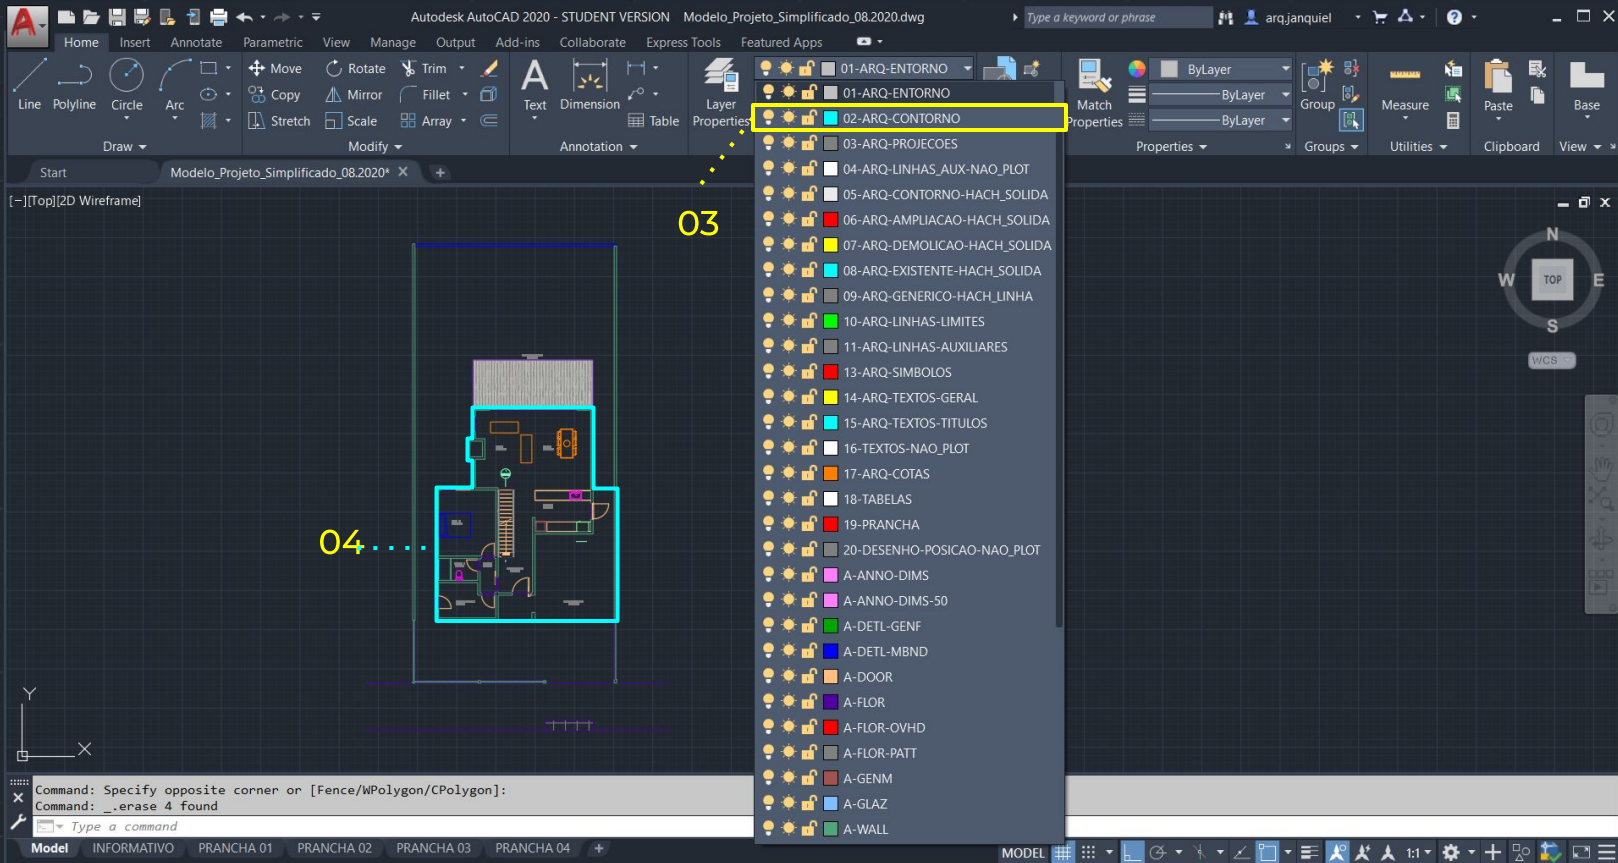 Autodesk AutoCAD 2020 - STUDENT VERSION Modelo_Projeto_Simplificado_08.2020.dwg
Type a keyword or phrase
arq.janquiel
A
Home Insert Annotate Parametric View Manage Output Add-ins Collaborate Express Tools Featured Apps
Line Polyline Circle Arc
Move Rotate Trim
Copy Mirror Fillet
Stretch Scale Array
Text Dimension
Table
Layer
Properties
01-ARQ-ENTORNO
Match
Properties
ByLayer
ByLayer
ByLayer
Group
Measure
Paste
Base
Draw Modify Annotation Properties Groups Utilities Clipboard View
Start Modelo_Projeto_Simplificado_08.2020*
[−][Top][2D Wireframe]
01-ARQ-ENTORNO
02-ARQ-CONTORNO
03-ARQ-PROJECOES
04-ARQ-LINHAS_AUX-NAO_PLOT
05-ARQ-CONTORNO-HACH_SOLIDA
06-ARQ-AMPLIACAO-HACH_SOLIDA
07-ARQ-DEMOLICAO-HACH_SOLIDA
08-ARQ-EXISTENTE-HACH_SOLIDA
09-ARQ-GENERICO-HACH_LINHA
10-ARQ-LINHAS-LIMITES
11-ARQ-LINHAS-AUXILIARES
13-ARQ-SIMBOLOS
14-ARQ-TEXTOS-GERAL
15-ARQ-TEXTOS-TITULOS
16-TEXTOS-NAO_PLOT
17-ARQ-COTAS
18-TABELAS
19-PRANCHA
20-DESENHO-POSICAO-NAO_PLOT
A-ANNO-DIMS
A-ANNO-DIMS-50
A-DETL-GENF
A-DETL-MBND
A-DOOR
A-FLOR
A-FLOR-OVHD
A-FLOR-PATT
A-GENM
A-GLAZ
A-WALL
03
04
N
W TOP E
S
WCS
Y
X
Command: Specify opposite corner or [Fence/WPolygon/CPolygon]:
Command: _.erase 4 found
Type a command
Model INFORMATIVO PRANCHA 01 PRANCHA 02 PRANCHA 03 PRANCHA 04
MODEL
1:1